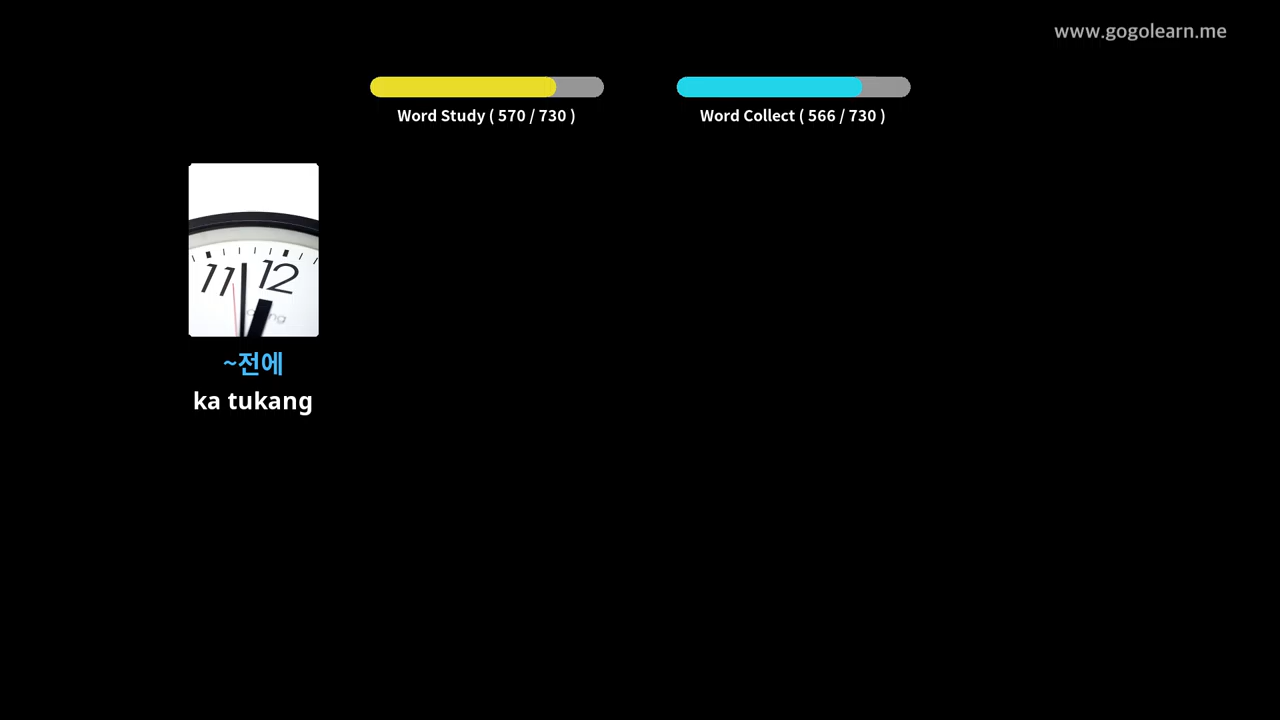 www.gogolearn.me
Word Study ( 570 / 730 )
Word Collect ( 566 / 730 )
11 12
~전에
ka tukang